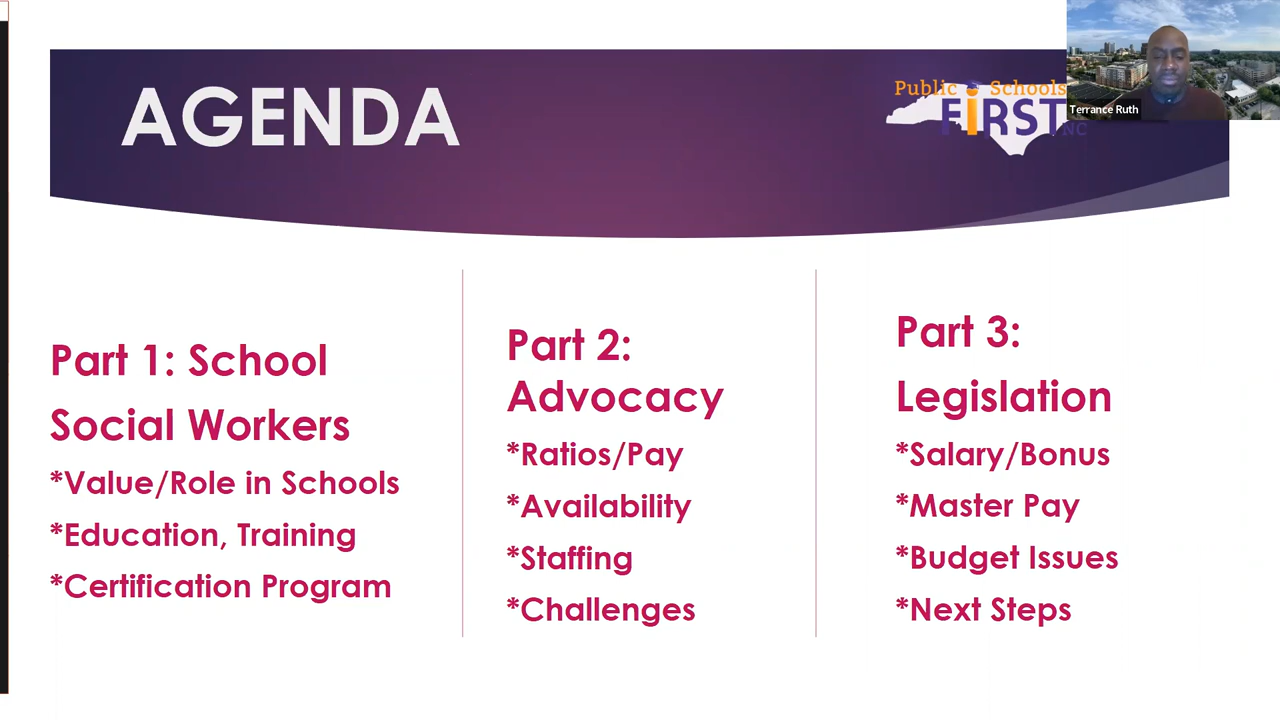 AGENDA
Public Schools
FiRST
NC
Terrance Ruth
Part 1: School
Social Workers
*Value/Role in Schools
*Education, Training
*Certification Program
Part 2:
Advocacy
*Ratios/Pay
*Availability
*Staffing
*Challenges
Part 3:
Legislation
*Salary/Bonus
*Master Pay
*Budget Issues
*Next Steps